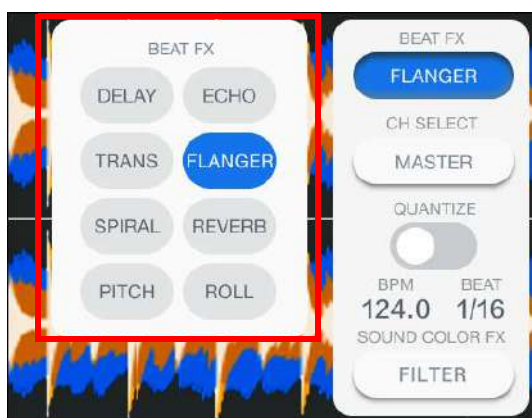 BEAT FX
DELAY ECHO
TRANS FLANGER
SPIRAL REVERB
PITCH ROLL
BEAT FX
FLANGER
CH SELECT
MASTER
QUANTIZE
BPM BEAT
124.0 1/16
SOUND COLOR FX
FILTER